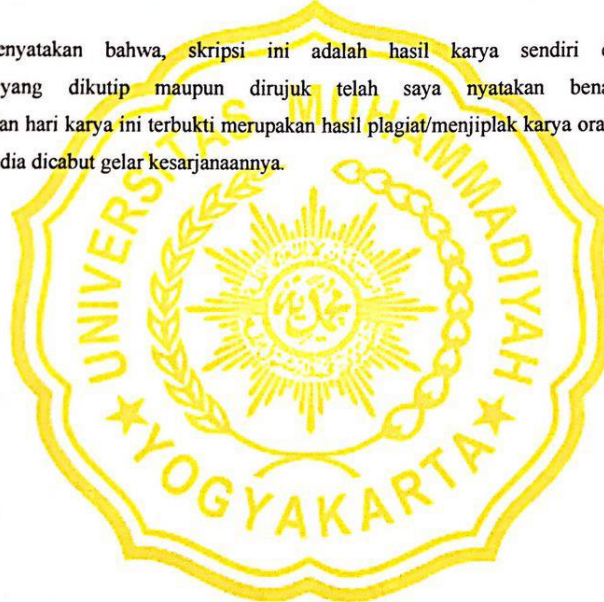 enyatakan bahwa, skripsi ini adalah hasil karya sendiri
yang dikutip maupun dirujuk telah saya nyatakan bena
an hari karya ini terbukti merupakan hasil plagiat/menjiplak karya ora
dia dicabut gelar kesarjanaannya.
UNIVERSITAS MUHAMMADIYAH
YOGYAKARTA